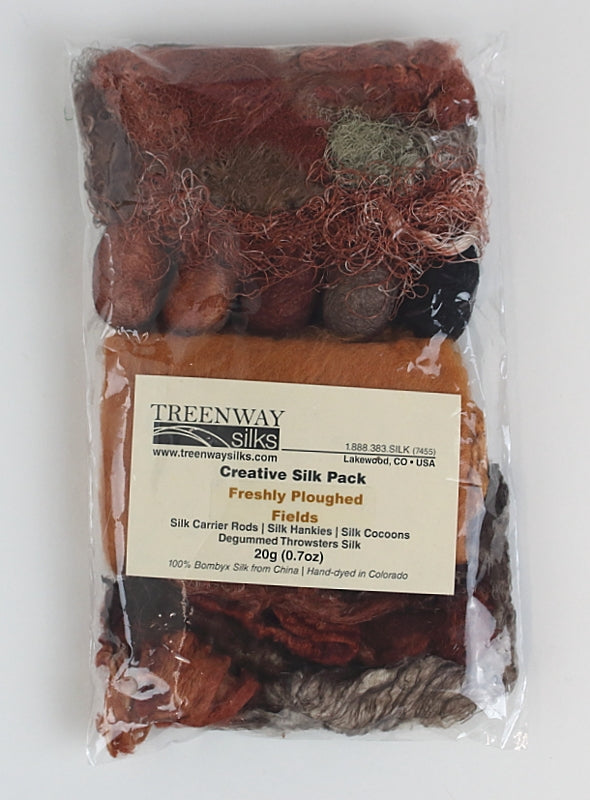 TREENWAY
silks
www.treenwaysilks.com
1.888.383.SILK (7455)
Lakewood, CO • USA
Creative Silk Pack
Freshly Ploughed
Fields
Silk Carrier Rods | Silk Hankies | Silk Cocoons
Degummed Throwsters Silk
20g (0.7oz)
100% Bombyx Silk from China | Hand-dyed in Colorado